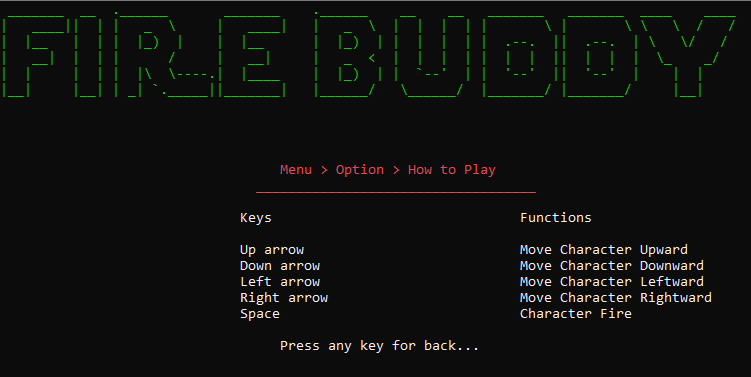 FIRE BUDDY
Menu > Option > How to Play
Keys Functions
Up arrow Move Character Upward
Down arrow Move Character Downward
Left arrow Move Character Leftward
Right arrow Move Character Rightward
Space Character Fire
Press any key for back...